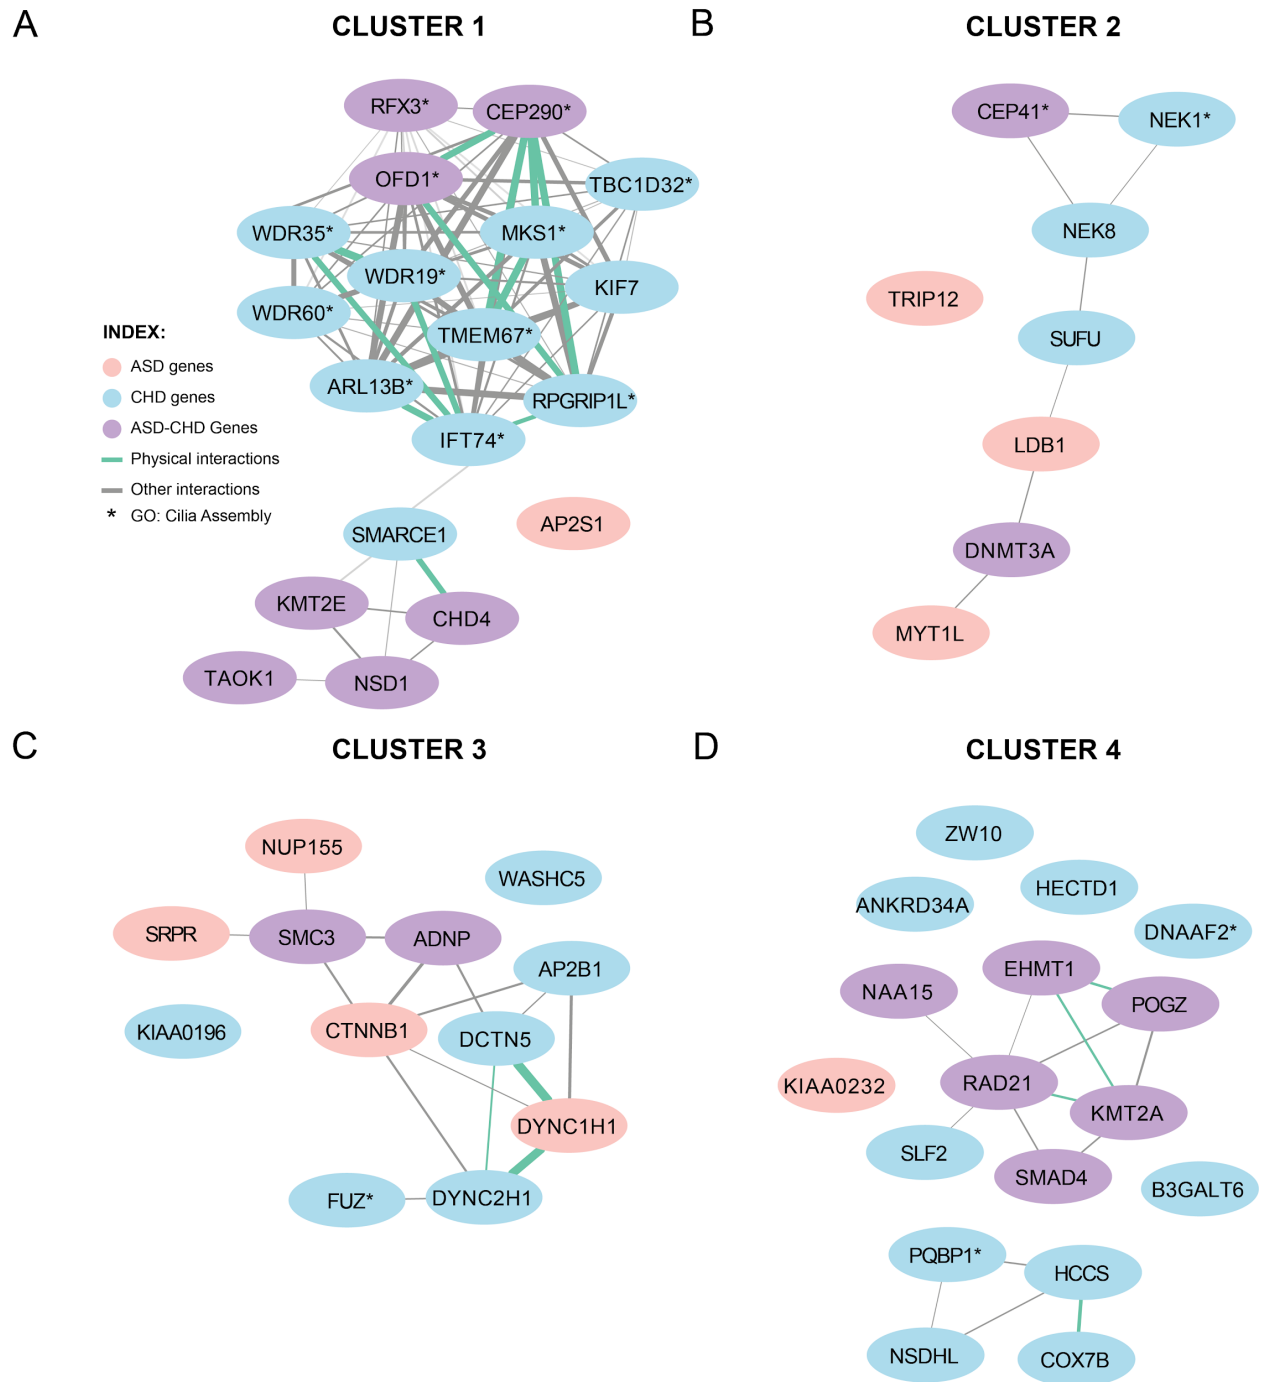 A
CLUSTER 1
RFX3*
CEP290*
OFD1*
TBC1D32*
WDR35*
MKS1*
WDR19*
KIF7
WDR60*
TMEM67*
ARL13B*
RPGRIP1L*
IFT74*
INDEX:
ASD genes
CHD genes
ASD-CHD Genes
Physical interactions
Other interactions
* GO: Cilia Assembly
SMARCE1
AP2S1
KMT2E
CHD4
TAOK1
NSD1
B
CLUSTER 2
CEP41*
NEK1*
NEK8
TRIP12
SUFU
LDB1
DNMT3A
MYT1L
C
CLUSTER 3
NUP155
WASHC5
SRPR
SMC3
ADNP
AP2B1
KIAA0196
CTNNB1
DCTN5
DYNC1H1
FUZ*
DYNC2H1
D
CLUSTER 4
ZW10
HECTD1
ANKRD34A
DNAAF2*
EHMT1
NAA15
POGZ
RAD21
KIAA0232
KMT2A
SLF2
SMAD4
B3GALT6
PQBP1*
HCCS
NSDHL
COX7B